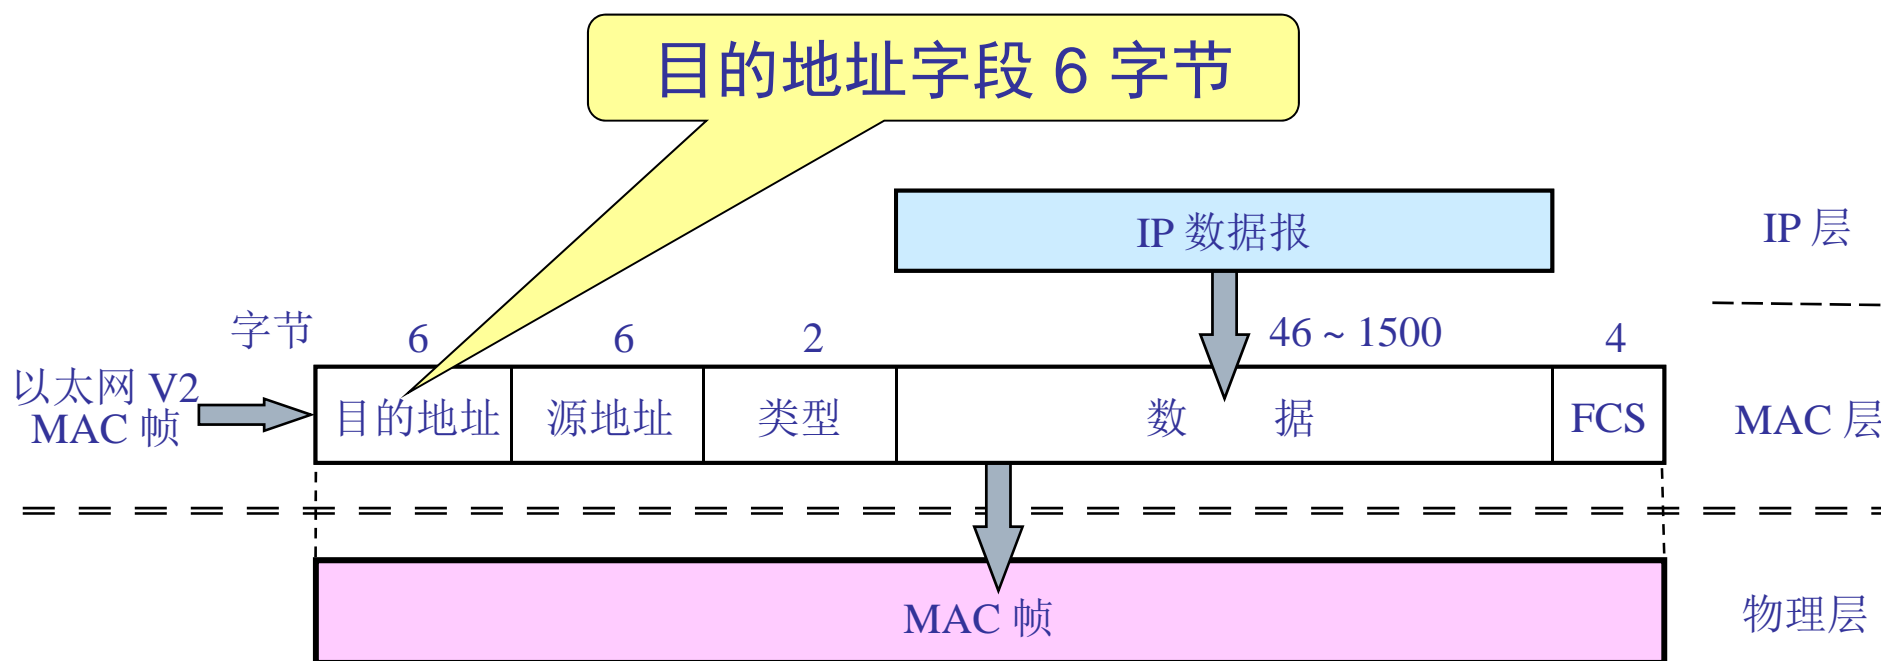 目的地址字段 6 字节
IP 数据报
IP 层
字节
6
6
2
46 ~ 1500
4
以太网 V2
MAC 帧
目的地址
源地址
类型
数 据
FCS
MAC 层
MAC 帧
物理层